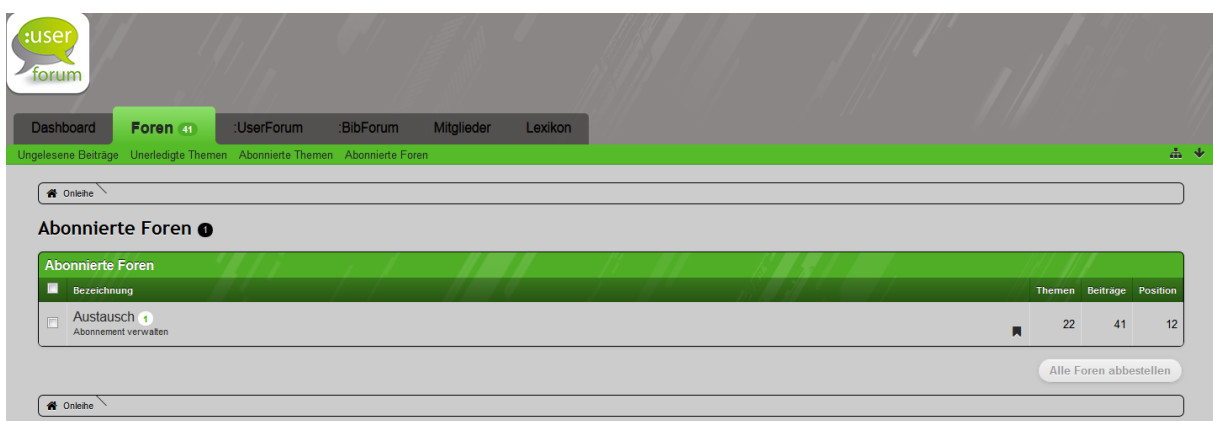 :user
forum
Dashboard Foren 41 :UserForum :BibForum Mitglieder Lexikon
Ungelesene Beiträge Unerledigte Themen Abonnierte Themen Abonnierte Foren
Onleihe
Abonnierte Foren 1
Abonnierte Foren
Bezeichnung Themen Beiträge Position
Austausch 1 22 41 12
Abonnement verwalten
Alle Foren abbestellen
Onleihe